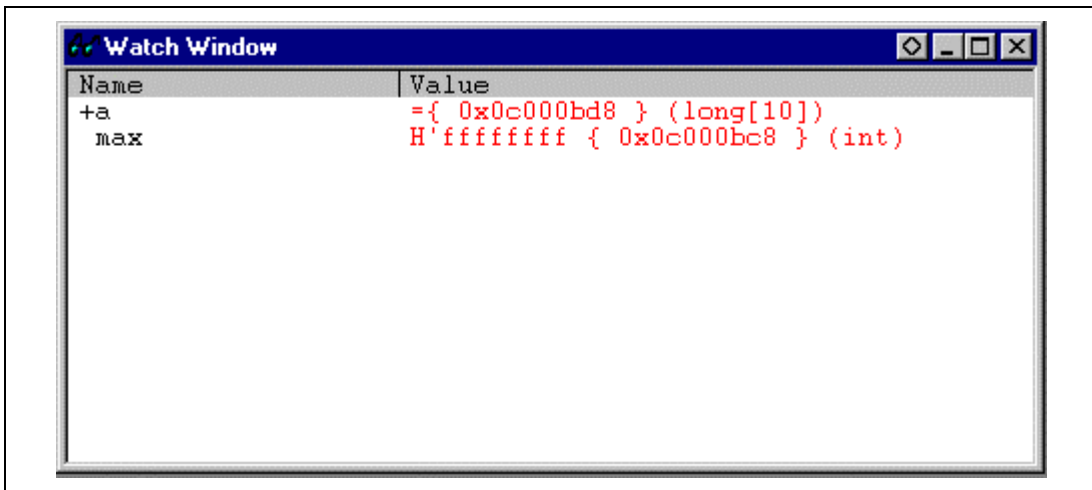 Watch Window
Name Value
+a ={ 0x0c000bd8 } (long[10])
max H'ffffffff { 0x0c000bc8 } (int)